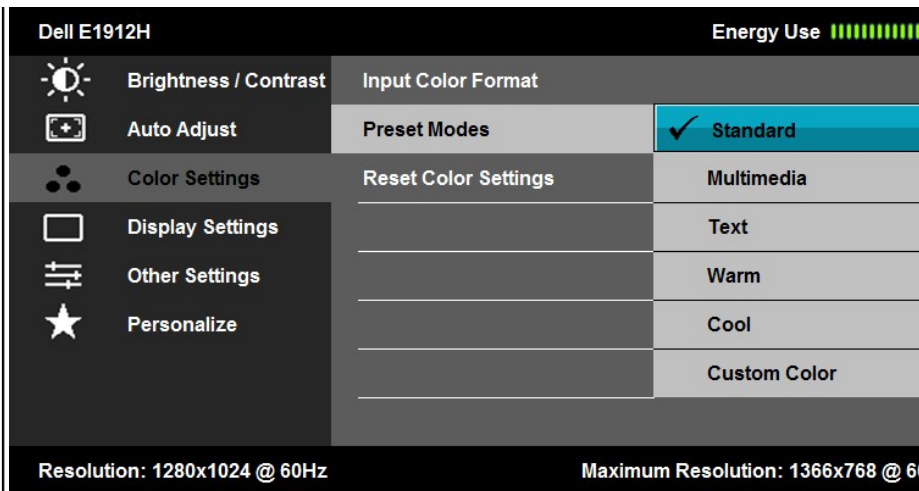 Dell E1912H Energy Use
Brightness / Contrast Input Color Format
Auto Adjust Preset Modes Standard
Color Settings Reset Color Settings Multimedia
Display Settings Text
Other Settings Warm
Personalize Cool
Custom Color
Resolution: 1280x1024 @ 60Hz Maximum Resolution: 1366x768 @